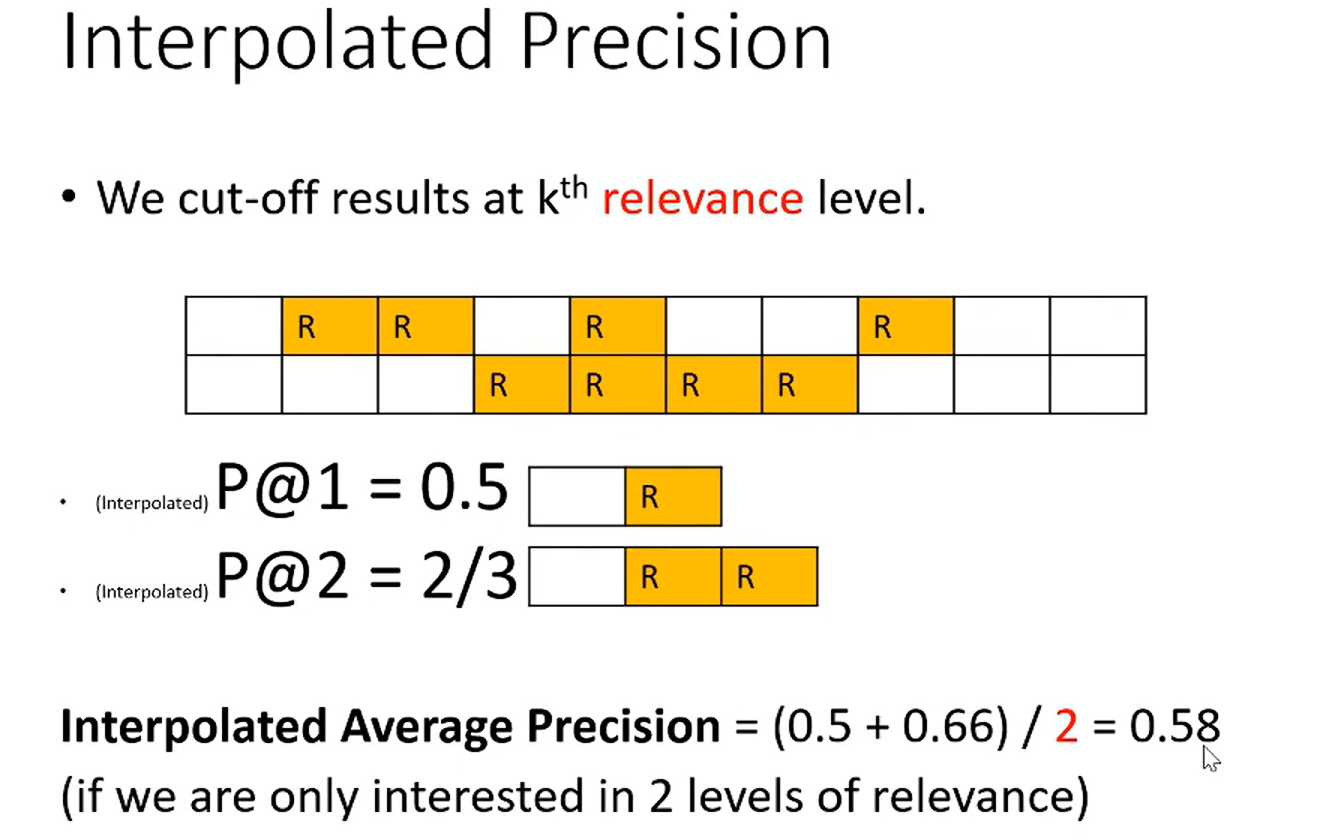 Interpolated Precision
• We cut-off results at kth relevance level.
R R R R
R R R R
• (Interpolated) P@1 = 0.5 R
• (Interpolated) P@2 = 2/3 R R
Interpolated Average Precision = (0.5 + 0.66) / 2 = 0.58
(if we are only interested in 2 levels of relevance)